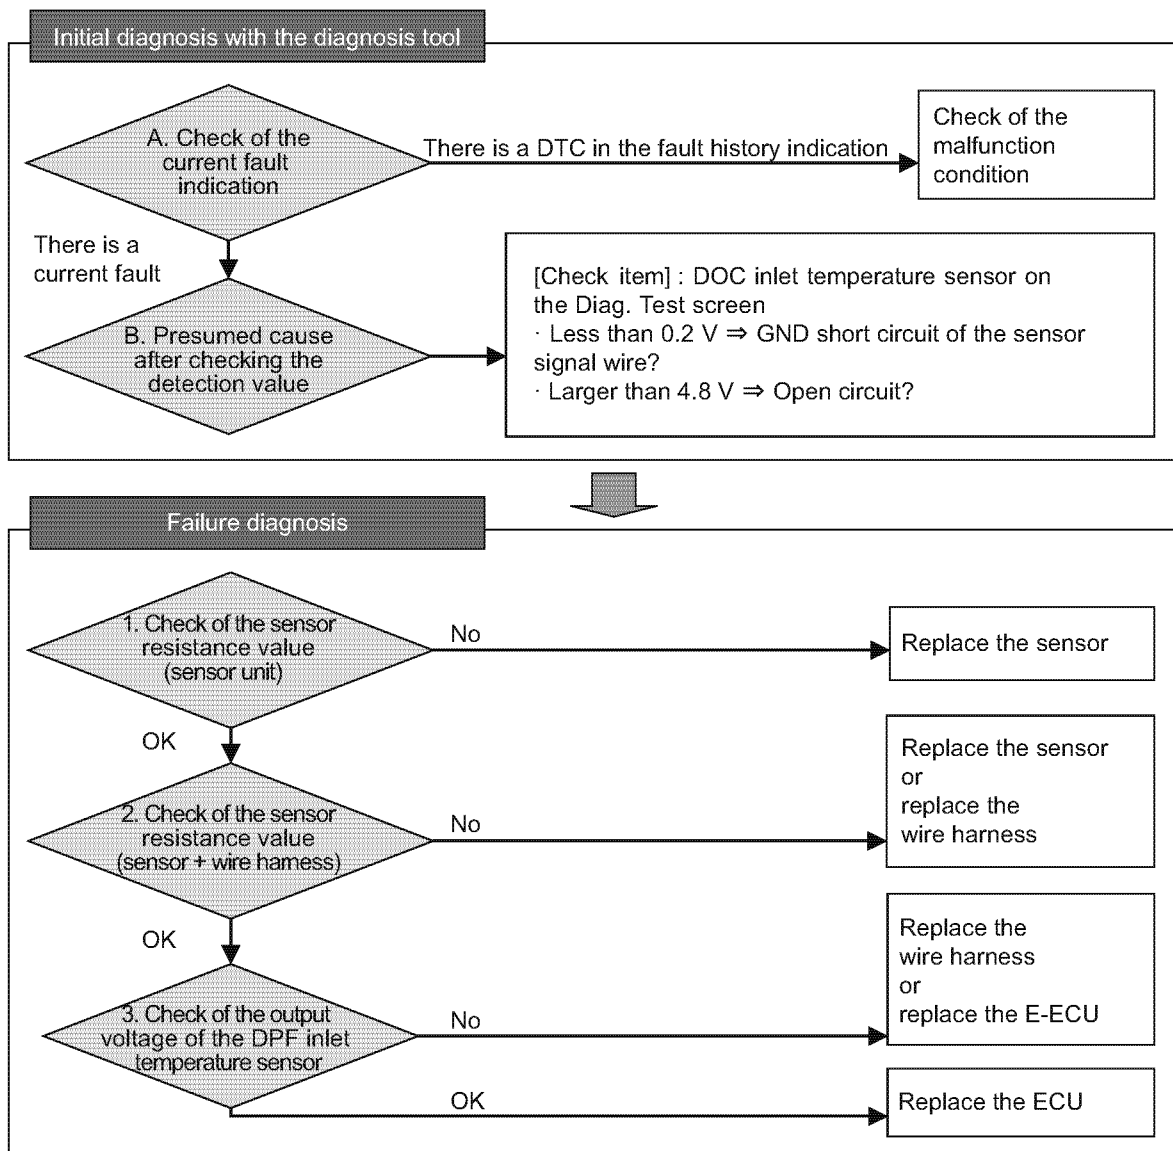 Initial diagnosis with the diagnosis tool
A. Check of the
current fault
indication
There is a DTC in the fault history indication
Check of the
malfunction
condition
There is a
current fault
B. Presumed cause
after checking the
detection value
[Check item] : DOC inlet temperature sensor on
the Diag. Test screen
· Less than 0.2 V ⇒ GND short circuit of the sensor
signal wire?
· Larger than 4.8 V ⇒ Open circuit?
Failure diagnosis
1. Check of the sensor
resistance value
(sensor unit)
No
Replace the sensor
OK
2. Check of the sensor
resistance value
(sensor + wire harness)
No
Replace the sensor
or
replace the
wire harness
OK
3. Check of the output
voltage of the DPF inlet
temperature sensor
No
Replace the
wire harness
or
replace the E-ECU
OK
Replace the ECU